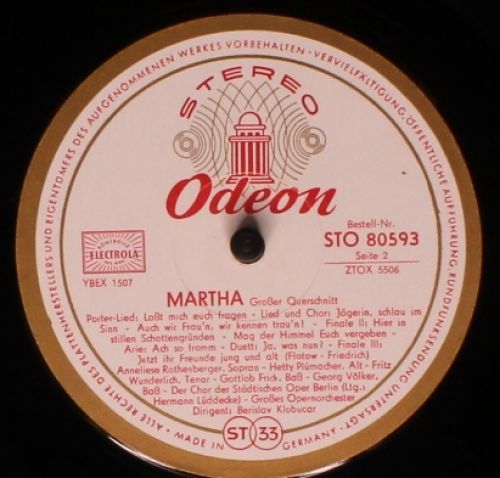 ALLE RECHTE DES PLATTENHERSTELLERS UND EIGENTÜMERS DES AUFGENOMMENEN WERKES VORBEHALTEN · VERVIELFÄLTIGUNG, ÖFFENTLICHE AUFFÜHRUNG, RUNDFUNKSENDUNG UNTERSAGT ·
STEREO
Odeon
Bestell-Nr.
STO 80593
Seite 2
ZTOX 5506
ELECTROLA
YBEX 1507
MARTHA Großer Querschnitt
Porter-Lied: Laßt mich euch fragen - Lied und Chor: Jägerin, schlau im
Sinn - Auch wir Frau'n, wir kennen trau'n! - Finale II: Hier in
stillen Schattengründen - Mag der Himmel Euch vergeben -
Arie: Ach so fromm - Duett: Ja, was nun! - Finale III:
Jetzt ihr Freunde jung und alt (Flotow - Friedrich)
Anneliese Rothenberger, Sopran - Hetty Plümacher, Alt - Fritz
Wunderlich, Tenor - Gottlob Frick, Baß - Georg Völker,
Baß - Der Chor der Städtischen Oper Berlin (Ltg.,
Hermann Lüddecke) - Großes Opernorchester
Dirigent: Berislav Klobucar
MADE IN GERMANY
ST 33